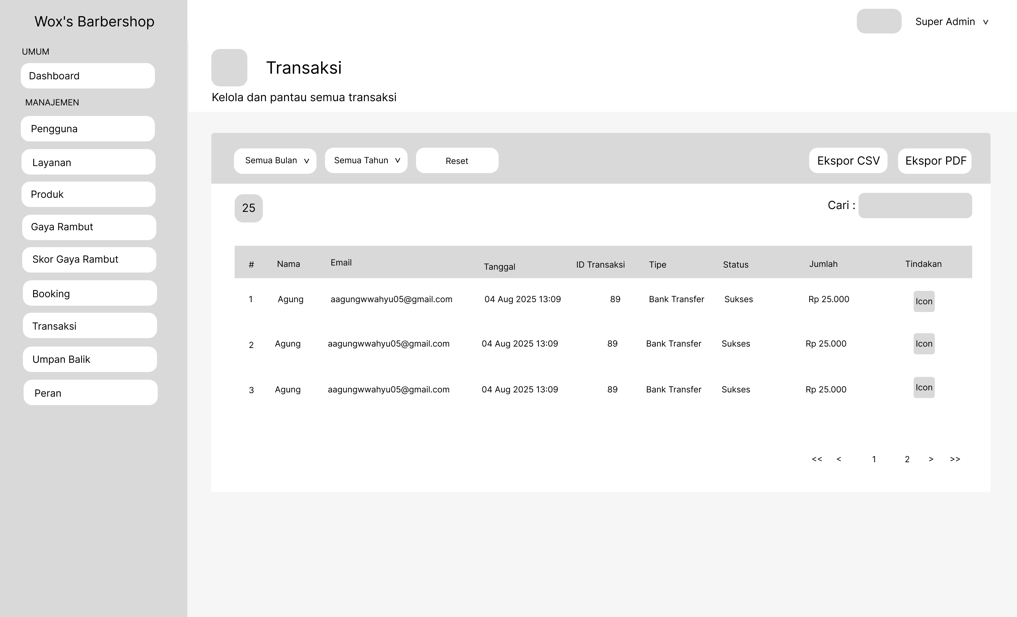 Wox's Barbershop
UMUM
Dashboard
MANAJEMEN
Pengguna
Layanan
Produk
Gaya Rambut
Skor Gaya Rambut
Booking
Transaksi
Umpan Balik
Peran
Super Admin v
Transaksi
Kelola dan pantau semua transaksi
Semua Bulan v Semua Tahun v Reset Ekspor CSV Ekspor PDF
25 Cari :
# Nama Email Tanggal ID Transaksi Tipe Status Jumlah Tindakan
1 Agung aagungwwahyu05@gmail.com 04 Aug 2025 13:09 89 Bank Transfer Sukses Rp 25.000 Icon
2 Agung aagungwwahyu05@gmail.com 04 Aug 2025 13:09 89 Bank Transfer Sukses Rp 25.000 Icon
3 Agung aagungwwahyu05@gmail.com 04 Aug 2025 13:09 89 Bank Transfer Sukses Rp 25.000 Icon
<< < 1 2 > >>